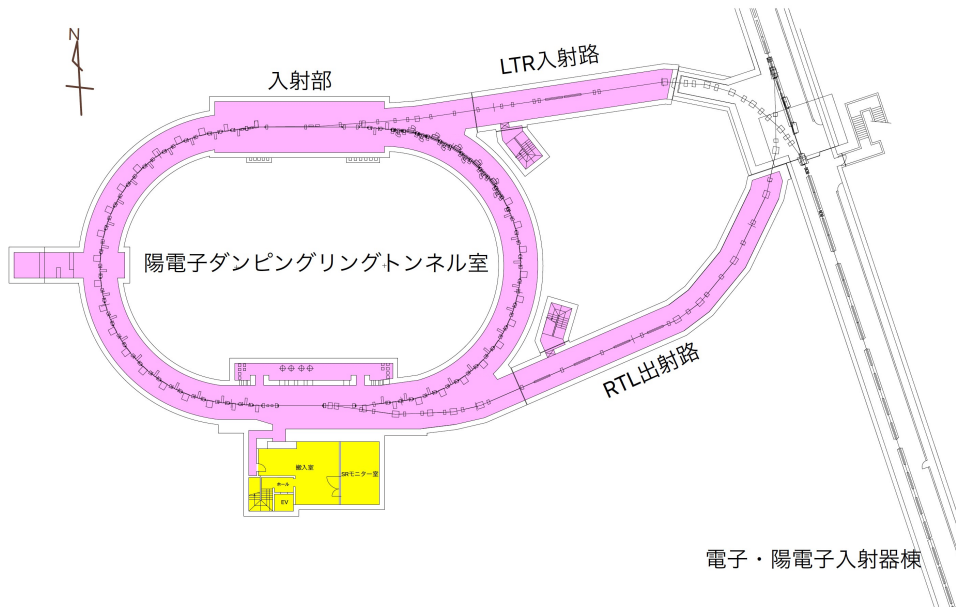 N
LTR入射路
入射部
陽電子ダンピングリングトンネル室
RTL出射路
搬入室
SRモニター室
ホール
EV
電子・陽電子入射器棟